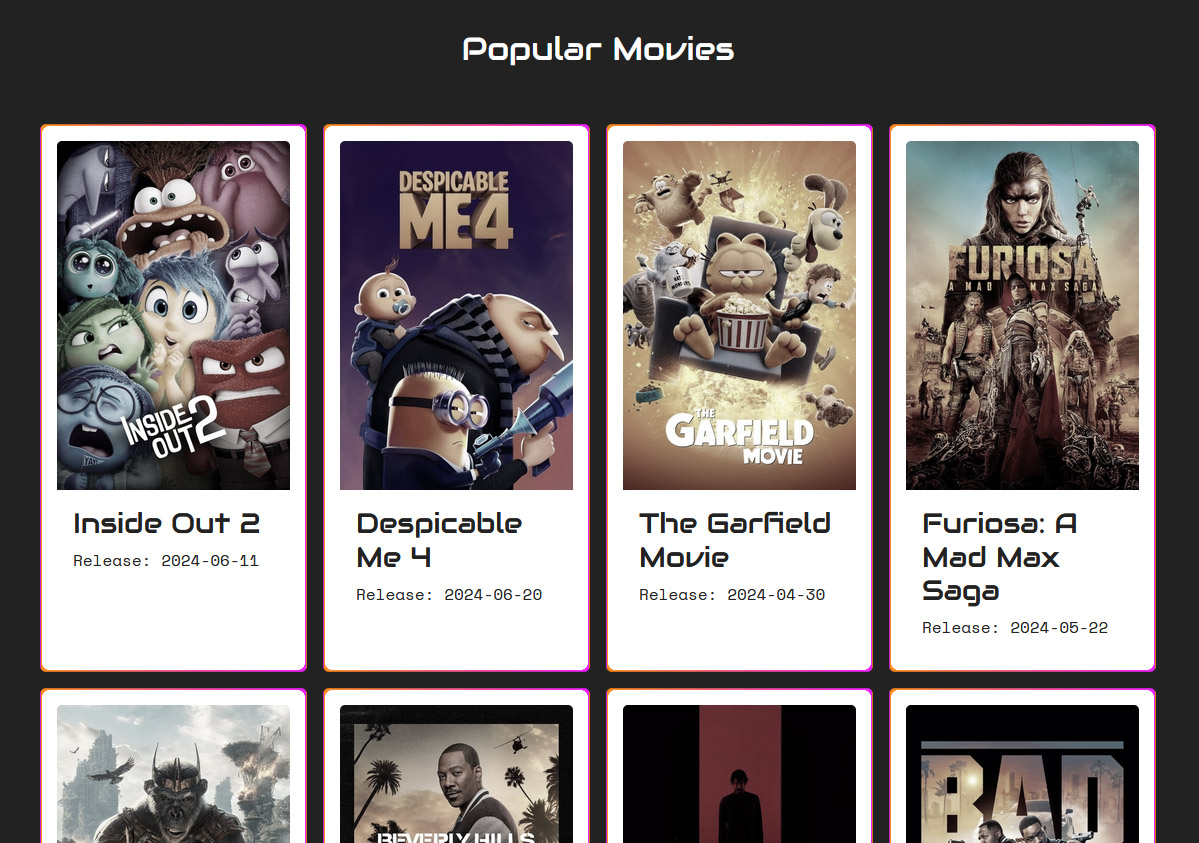 Popular Movies
INSIDE
OUT 2
Inside Out 2
Release: 2024-06-11
DESPICABLE
ME4
Despicable
Me 4
Release: 2024-06-20
THE
GARFIELD
MOVIE
The Garfield
Movie
Release: 2024-04-30
FURIOSA
A MAD MAX SAGA
Furiosa: A
Mad Max
Saga
Release: 2024-05-22
BEVERLY HILLS
BAD